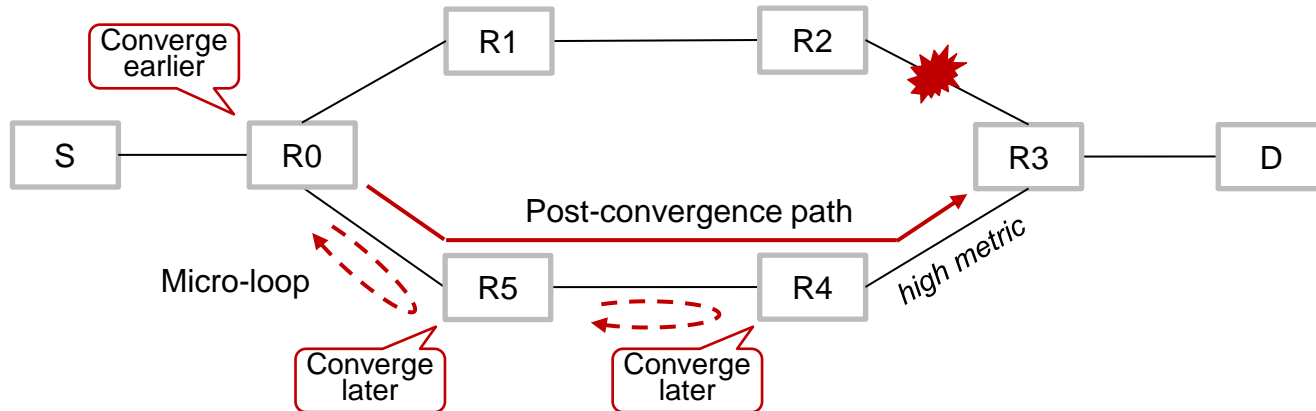 Converge
earlier
R1
R2
S
R0
R3
D
Post-convergence path
high metric
Micro-loop
R5
R4
Converge
later
Converge
later